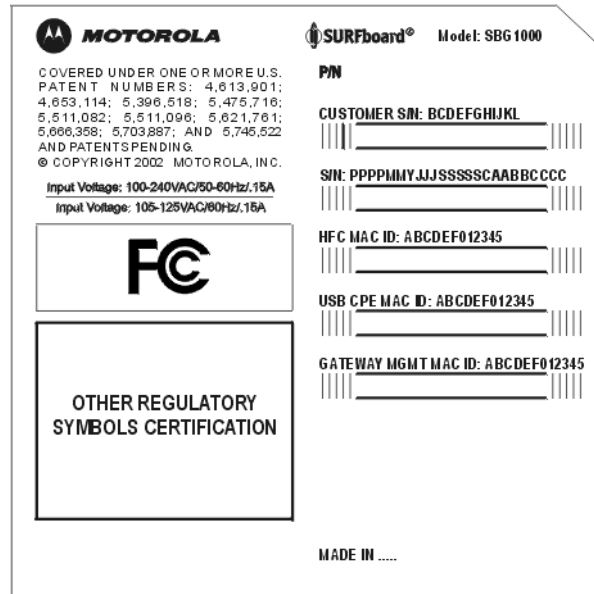 MOTOROLA
COVERED UNDER ONE OR MORE U.S.
PATENT NUMBERS: 4,613,901;
4,653,114; 5,396,518; 5,475,716;
5,511,082; 5,511,096; 5,621,761;
5,666,358; 5,703,887; AND 5,745,522
AND PATENTS PENDING.
© COPYRIGHT 2002 MOTOROLA, INC.
Input Voltage: 100-240VAC/50-60Hz/.15A
Input Voltage: 105-125VAC/60Hz/.15A
FC
OTHER REGULATORY
SYMBOLS CERTIFICATION
SURFboard® Model: SBG1000
P/N
CUSTOMER S/N: BCDEFGHIJKL
S/N: PPPPMMYJJJSSSSSCAABBCCCC
HFC MAC ID: ABCDEF012345
USB CPE MAC ID: ABCDEF012345
GATEWAY MGMT MAC ID: ABCDEF012345
MADE IN .....